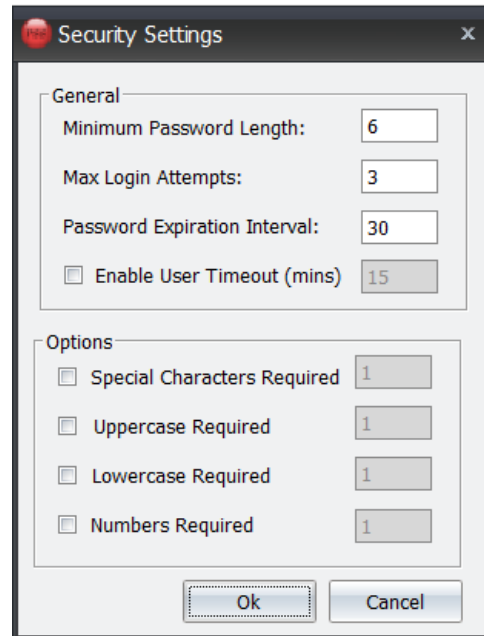 Security Settings
x
General
Minimum Password Length: 6
Max Login Attempts: 3
Password Expiration Interval: 30
Enable User Timeout (mins) 15
Options
Special Characters Required 1
Uppercase Required 1
Lowercase Required 1
Numbers Required 1
Ok Cancel